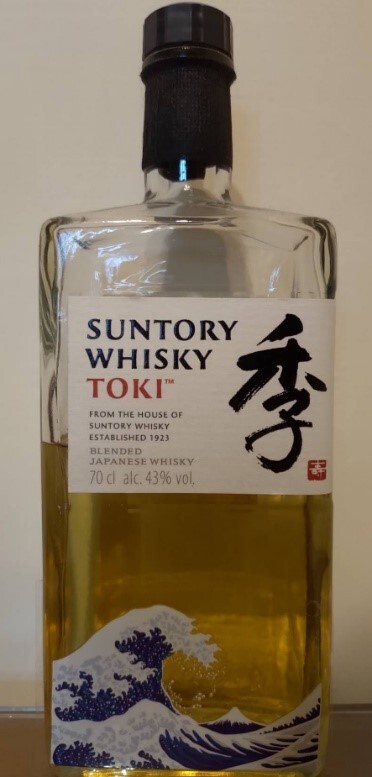 SUNTORY
WHISKY
TOKI™
季
FROM THE HOUSE OF
SUNTORY WHISKY
ESTABLISHED 1923
BLENDED
JAPANESE WHISKY
70 cl alc. 43% vol.